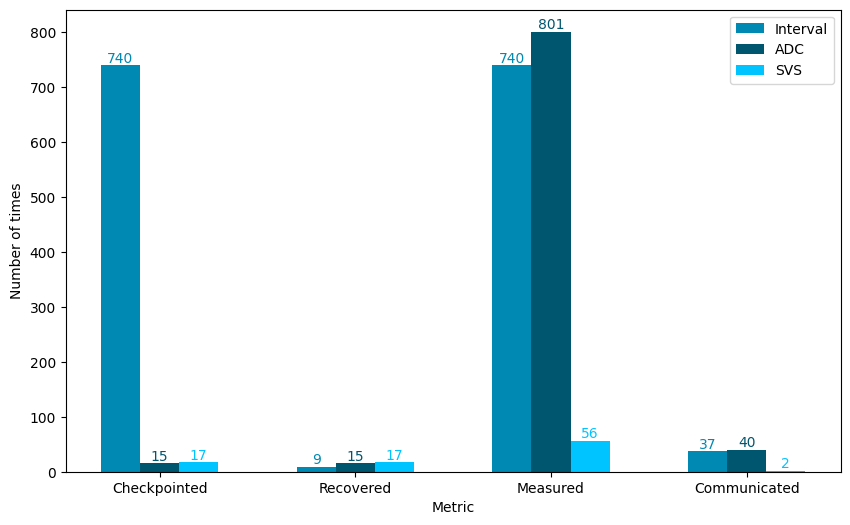 Number of times
800
700
600
500
400
300
200
100
0
740
15
17
9
15
17
740
801
56
37
40
2
Interval
ADC
SVS
Checkpointed
Recovered
Measured
Communicated
Metric